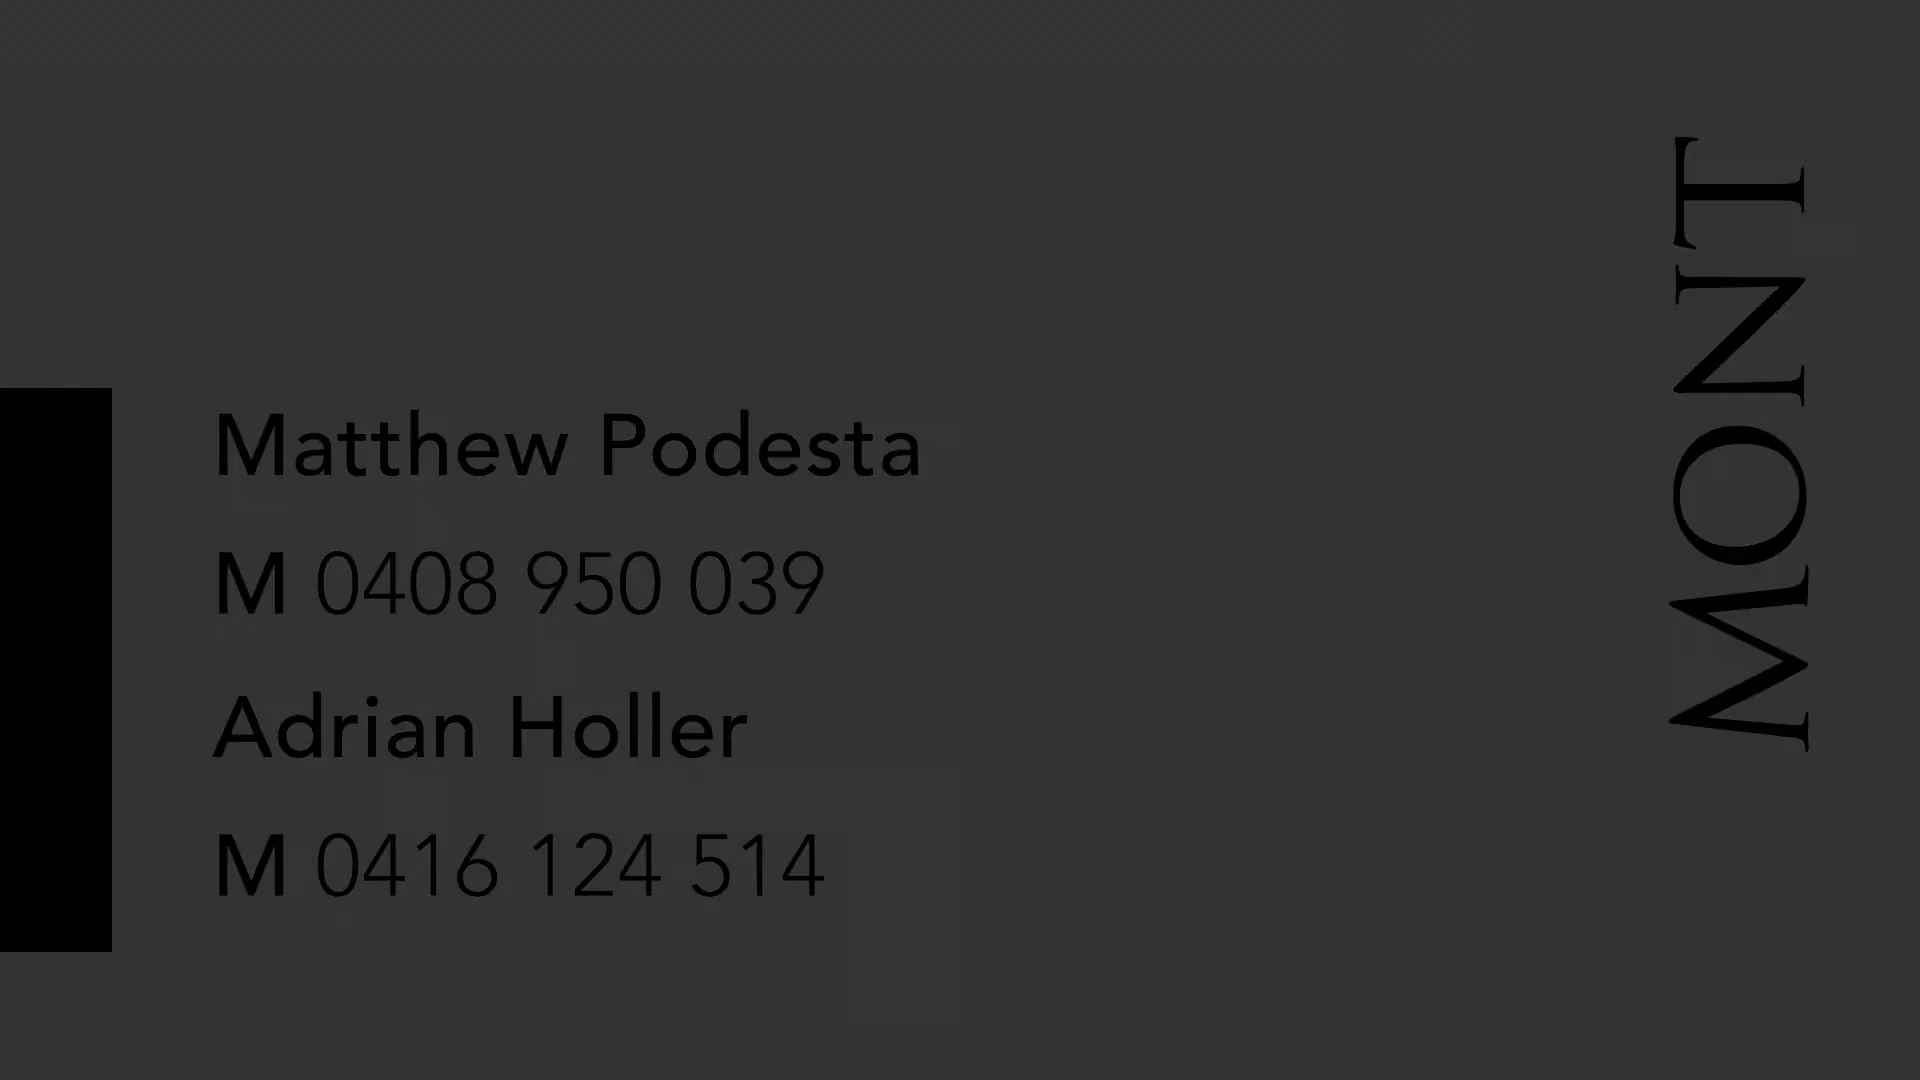 Matthew Podesta
M 0408 950 039
Adrian Holler
M 0416 124 514
MONT